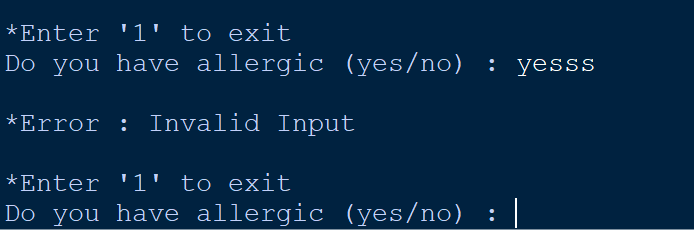 *Enter '1' to exit
Do you have allergic (yes/no) : yesss
*Error : Invalid Input
*Enter '1' to exit
Do you have allergic (yes/no) :